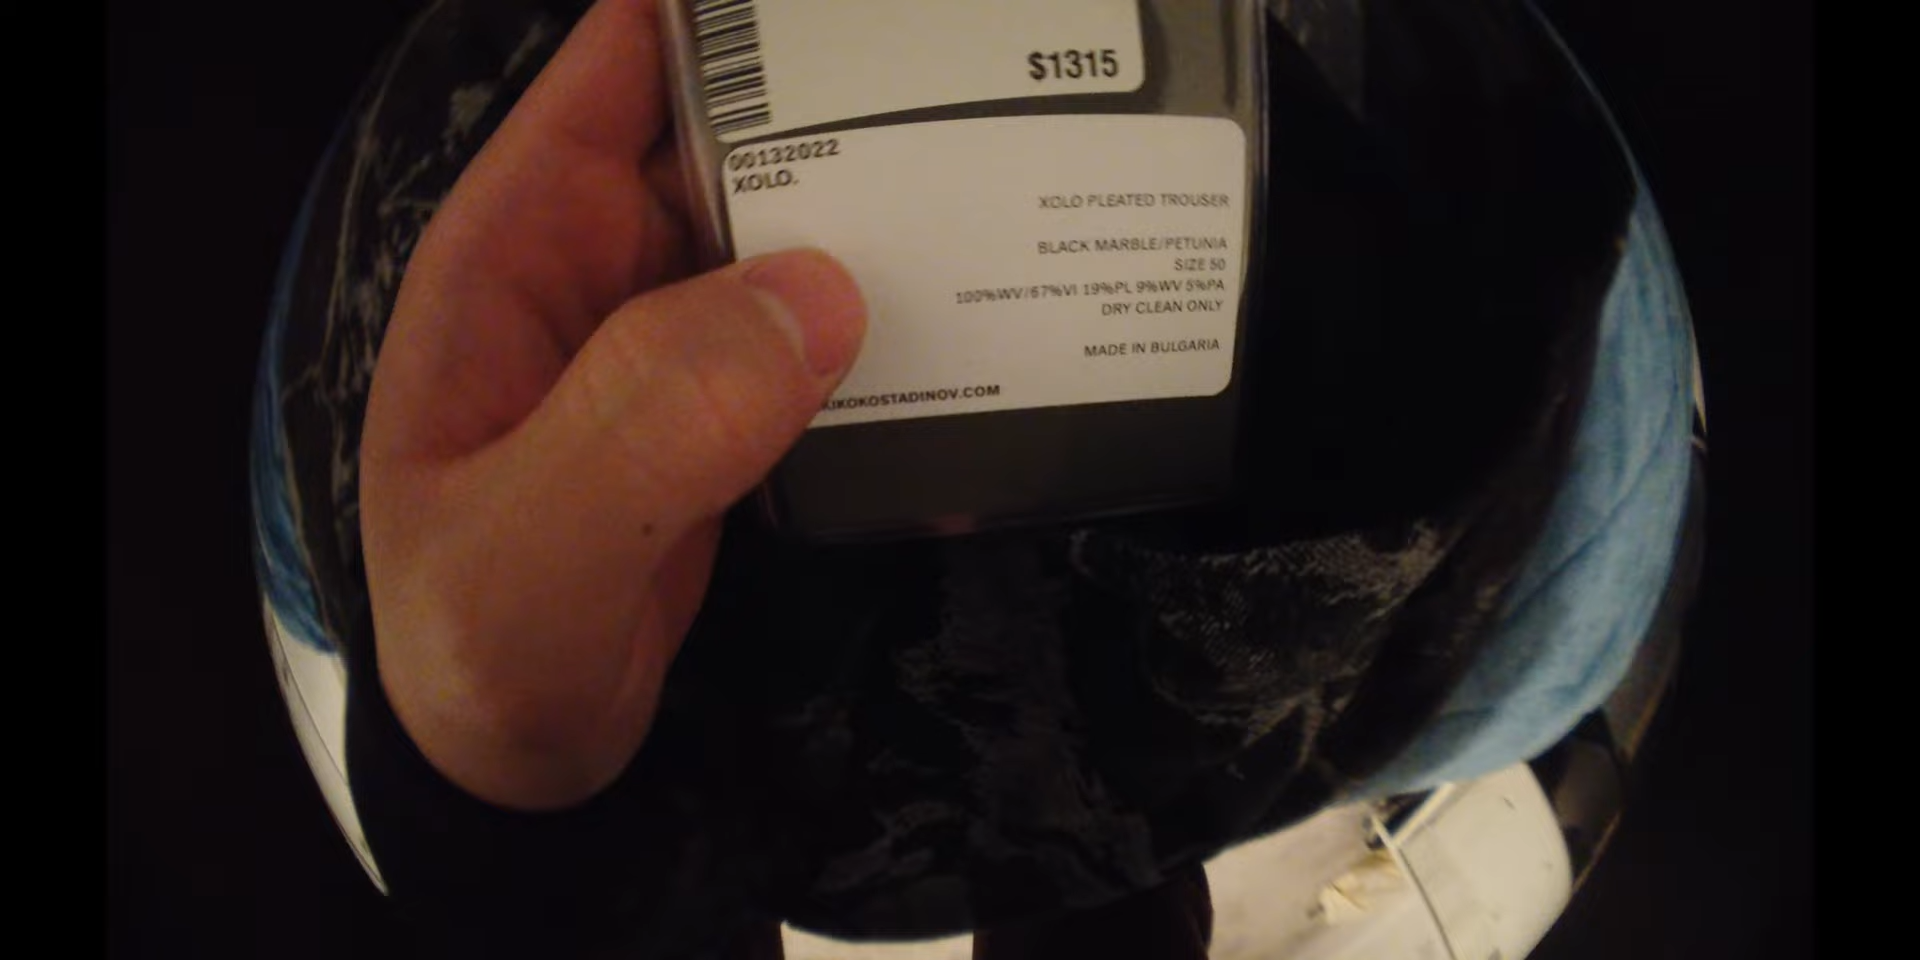 $1315
00132022
XOLO.
XOLO PLEATED TROUSER
BLACK MARBLE/PETUNIA
SIZE 50
100%WV/67%VI 19%PL 9%WV 5%PA
DRY CLEAN ONLY
MADE IN BULGARIA
KIKOKOSTADINOV.COM